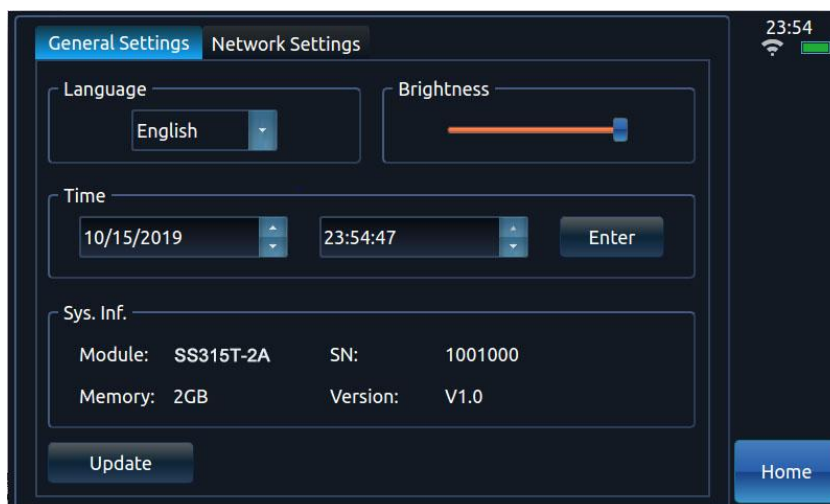 General Settings Network Settings
23:54
Language
English
Brightness
Time
10/15/2019 23:54:47 Enter
Sys. Inf.
Module: SS315T-2A SN: 1001000
Memory: 2GB Version: V1.0
Update
Home